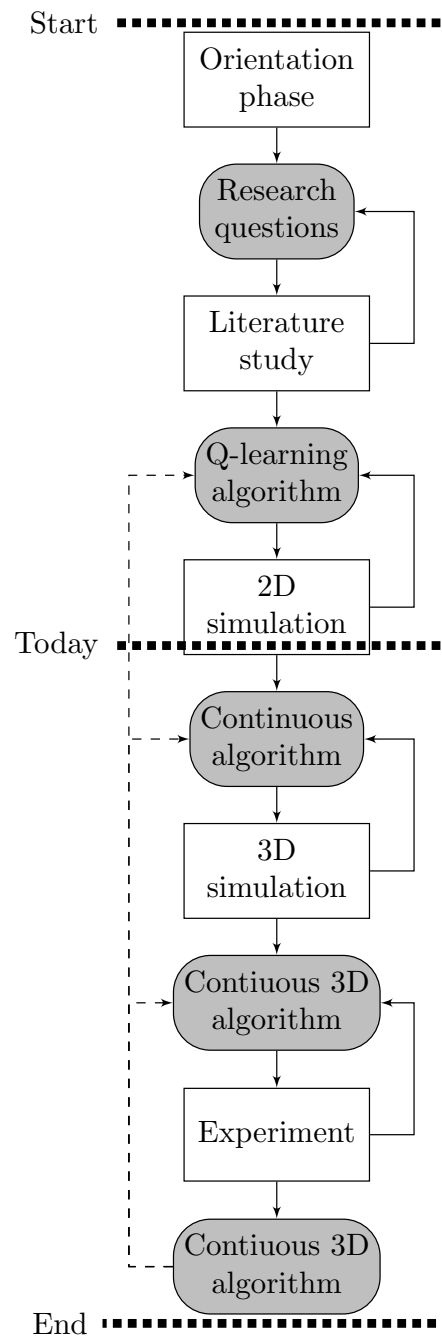 Start
Orientation
phase
Research
questions
Literature
study
Q-learning
algorithm
2D
simulation
Today
Continuous
algorithm
3D
simulation
Contiuous 3D
algorithm
Experiment
Contiuous 3D
algorithm
End